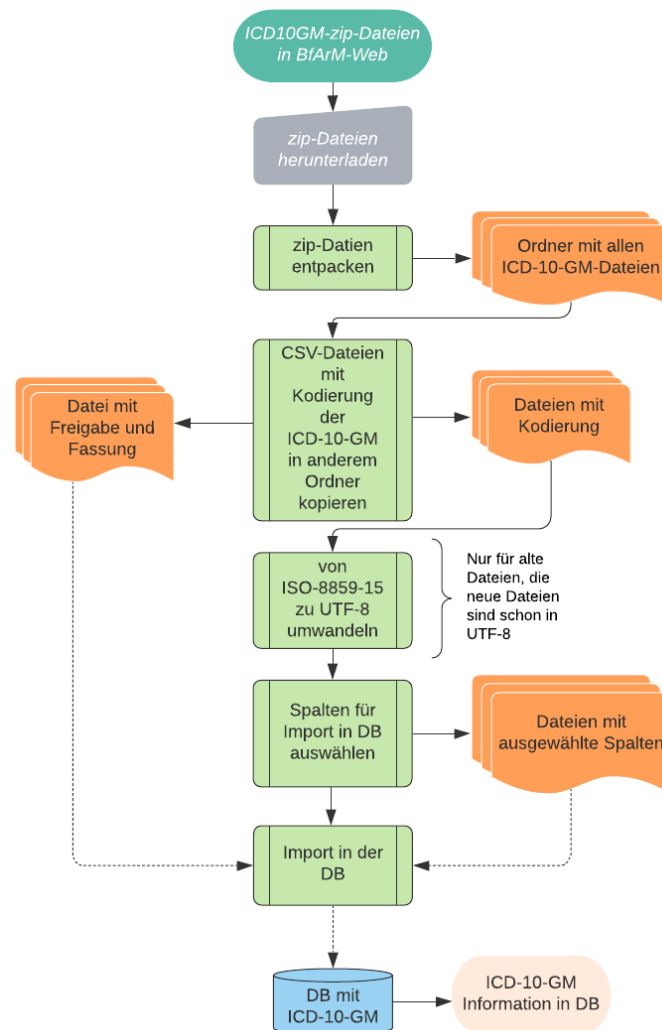 ICD10GM-zip-Dateien
in BfArM-Web
zip-Dateien
herunterladen
zip-Datien
entpacken
Ordner mit allen
ICD-10-GM-Dateien
CSV-Dateien
mit
Kodierung
der
ICD-10-GM
in anderem
Ordner
kopieren
Datei mit
Freigabe und
Fassung
Dateien mit
Kodierung
von
ISO-8859-15
zu UTF-8
umwandeln
Nur für alte
Dateien, die
neue Dateien
sind schon in
UTF-8
Spalten für
Import in DB
auswählen
Dateien mit
ausgewählte Spalten
Import in der
DB
DB mit
ICD-10-GM
ICD-10-GM
Information in DB